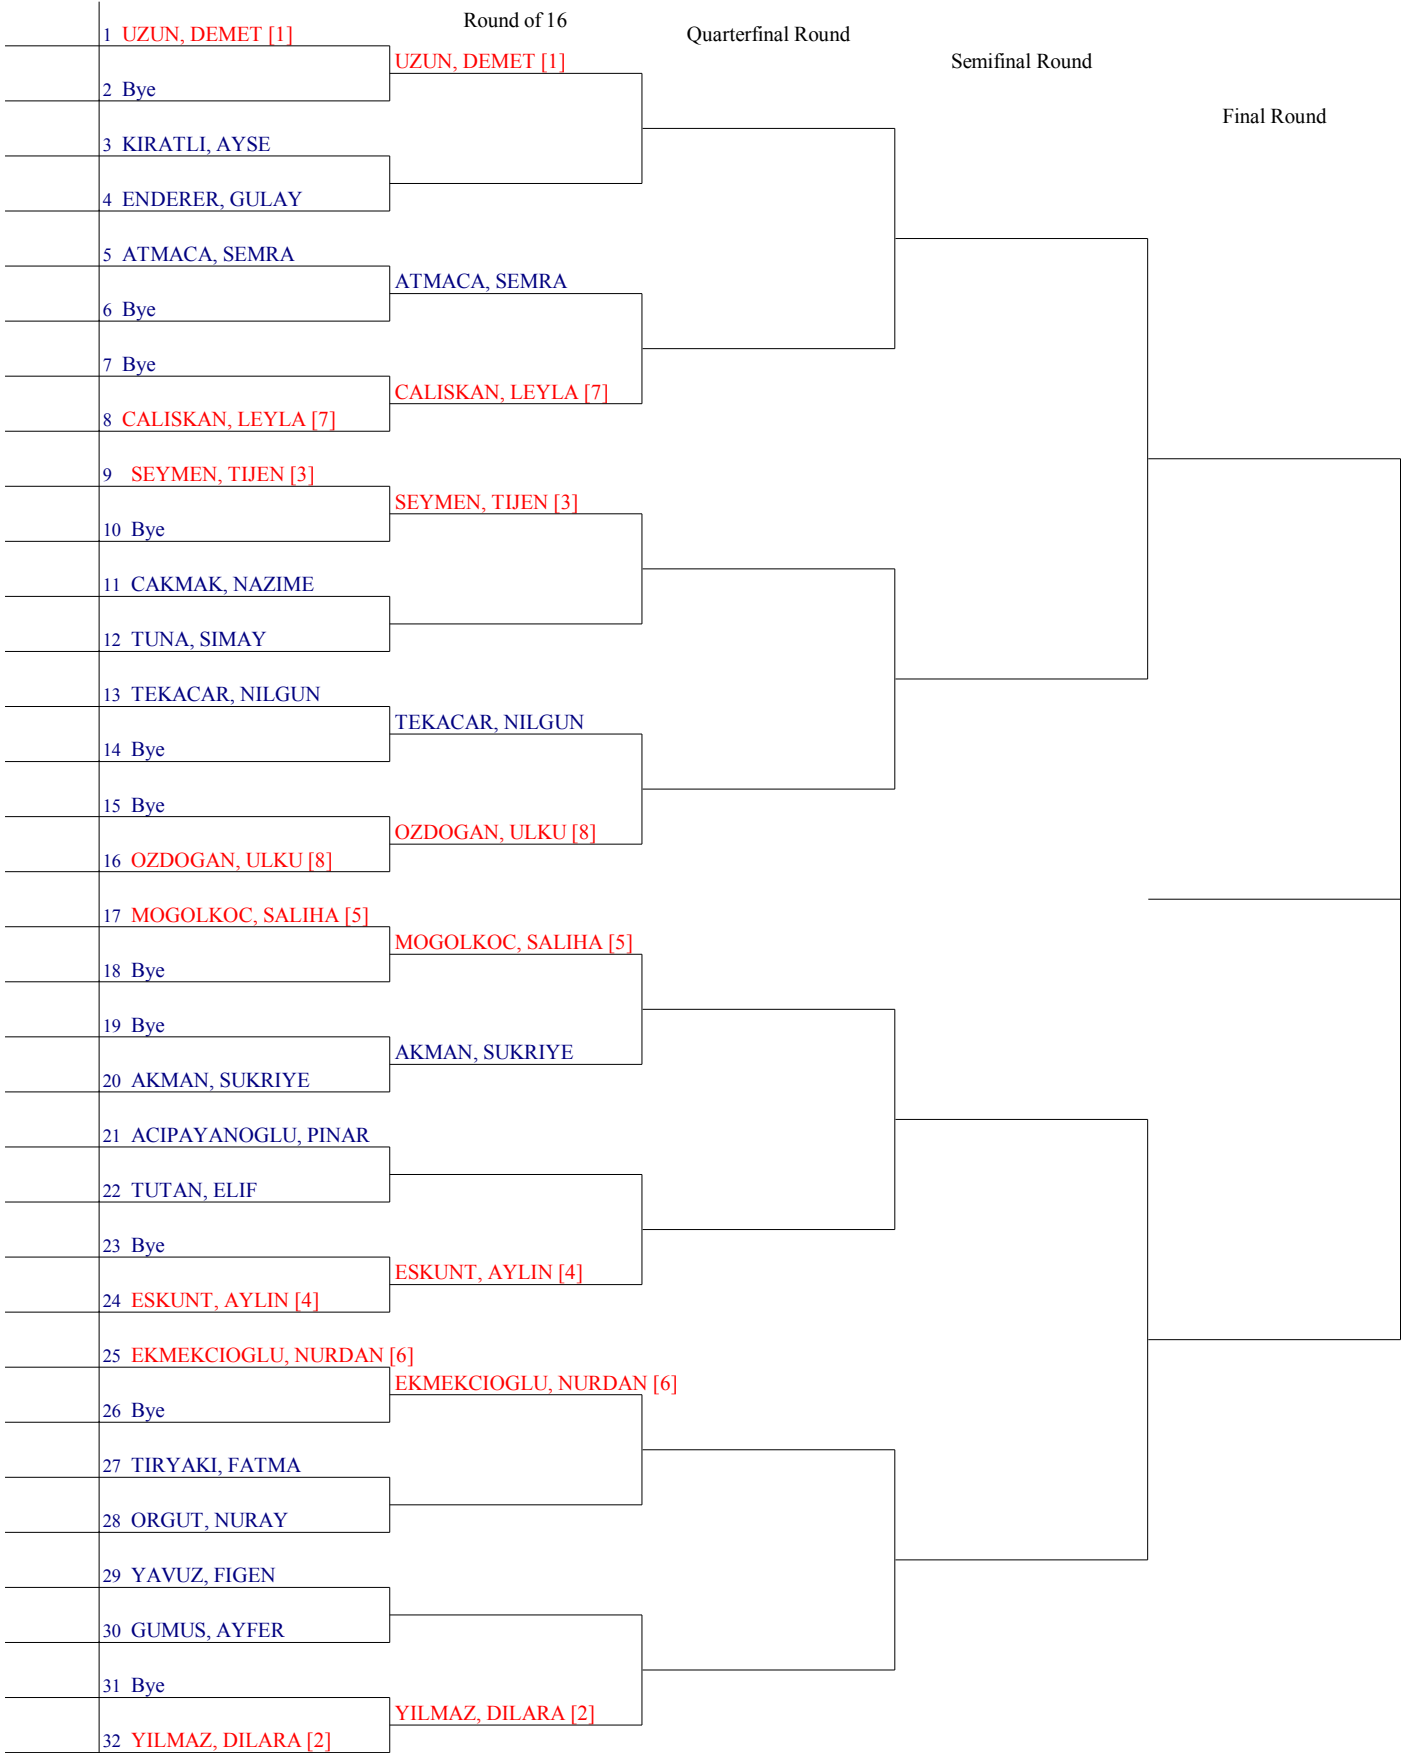 Round of 16
Quarterfinal Round
Semifinal Round
Final Round
1 UZUN, DEMET [1]
UZUN, DEMET [1]
2 Bye
3 KIRATLI, AYSE
4 ENDERER, GULAY
5 ATMACA, SEMRA
ATMACA, SEMRA
6 Bye
7 Bye
CALISKAN, LEYLA [7]
8 CALISKAN, LEYLA [7]
9 SEYMEN, TIJEN [3]
SEYMEN, TIJEN [3]
10 Bye
11 CAKMAK, NAZIME
12 TUNA, SIMAY
13 TEKACAR, NILGUN
TEKACAR, NILGUN
14 Bye
15 Bye
OZDOGAN, ULKU [8]
16 OZDOGAN, ULKU [8]
17 MOGOLKOC, SALIHA [5]
MOGOLKOC, SALIHA [5]
18 Bye
19 Bye
AKMAN, SUKRIYE
20 AKMAN, SUKRIYE
21 ACIPAYANOGLU, PINAR
22 TUTAN, ELIF
23 Bye
ESKUNT, AYLIN [4]
24 ESKUNT, AYLIN [4]
25 EKMEKCIOGLU, NURDAN [6]
EKMEKCIOGLU, NURDAN [6]
26 Bye
27 TIRYAKI, FATMA
28 ORGUT, NURAY
29 YAVUZ, FIGEN
30 GUMUS, AYFER
31 Bye
YILMAZ, DILARA [2]
32 YILMAZ, DILARA [2]